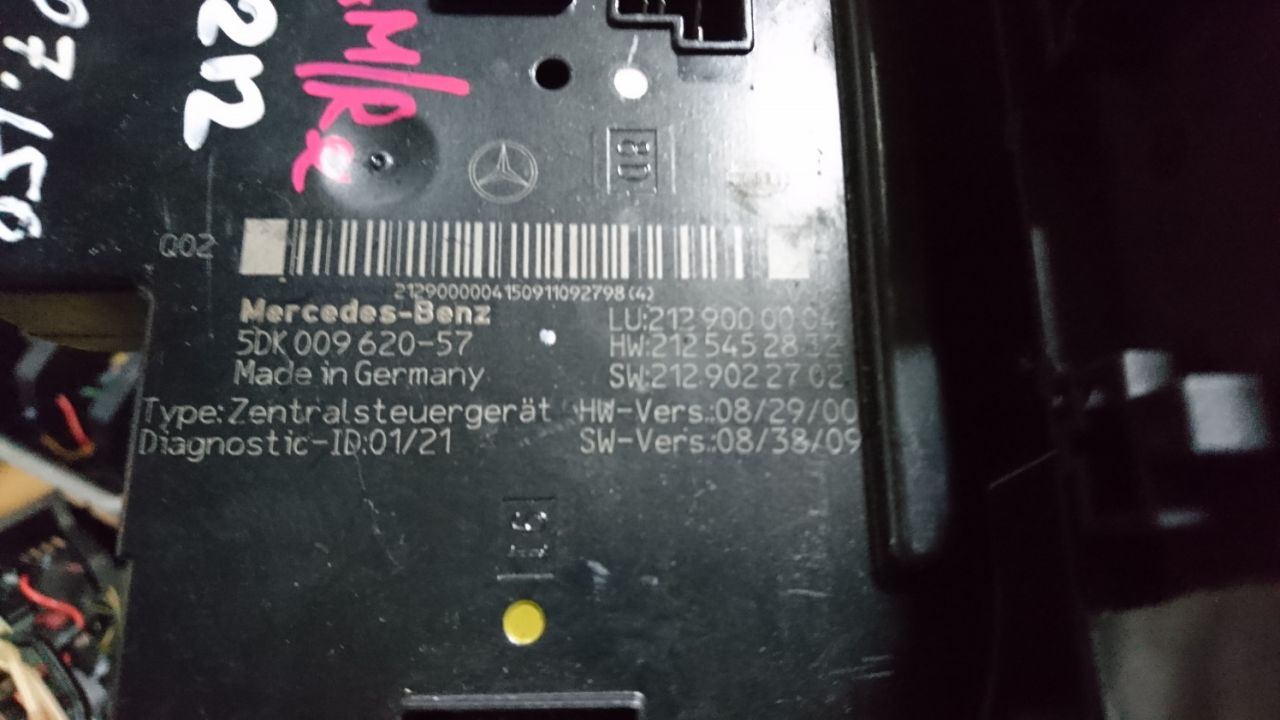 Q02
2129000004150911092798(4)
Mercedes-Benz
5DK 009 620-57
Made in Germany
Type:Zentralsteuergerät
Diagnostic-ID:01/21
LU:212 900 00 04
HW:212 545 28 32
SW:212 902 27 02
HW-Vers.:08/29/00
SW-Vers.:08/38/09